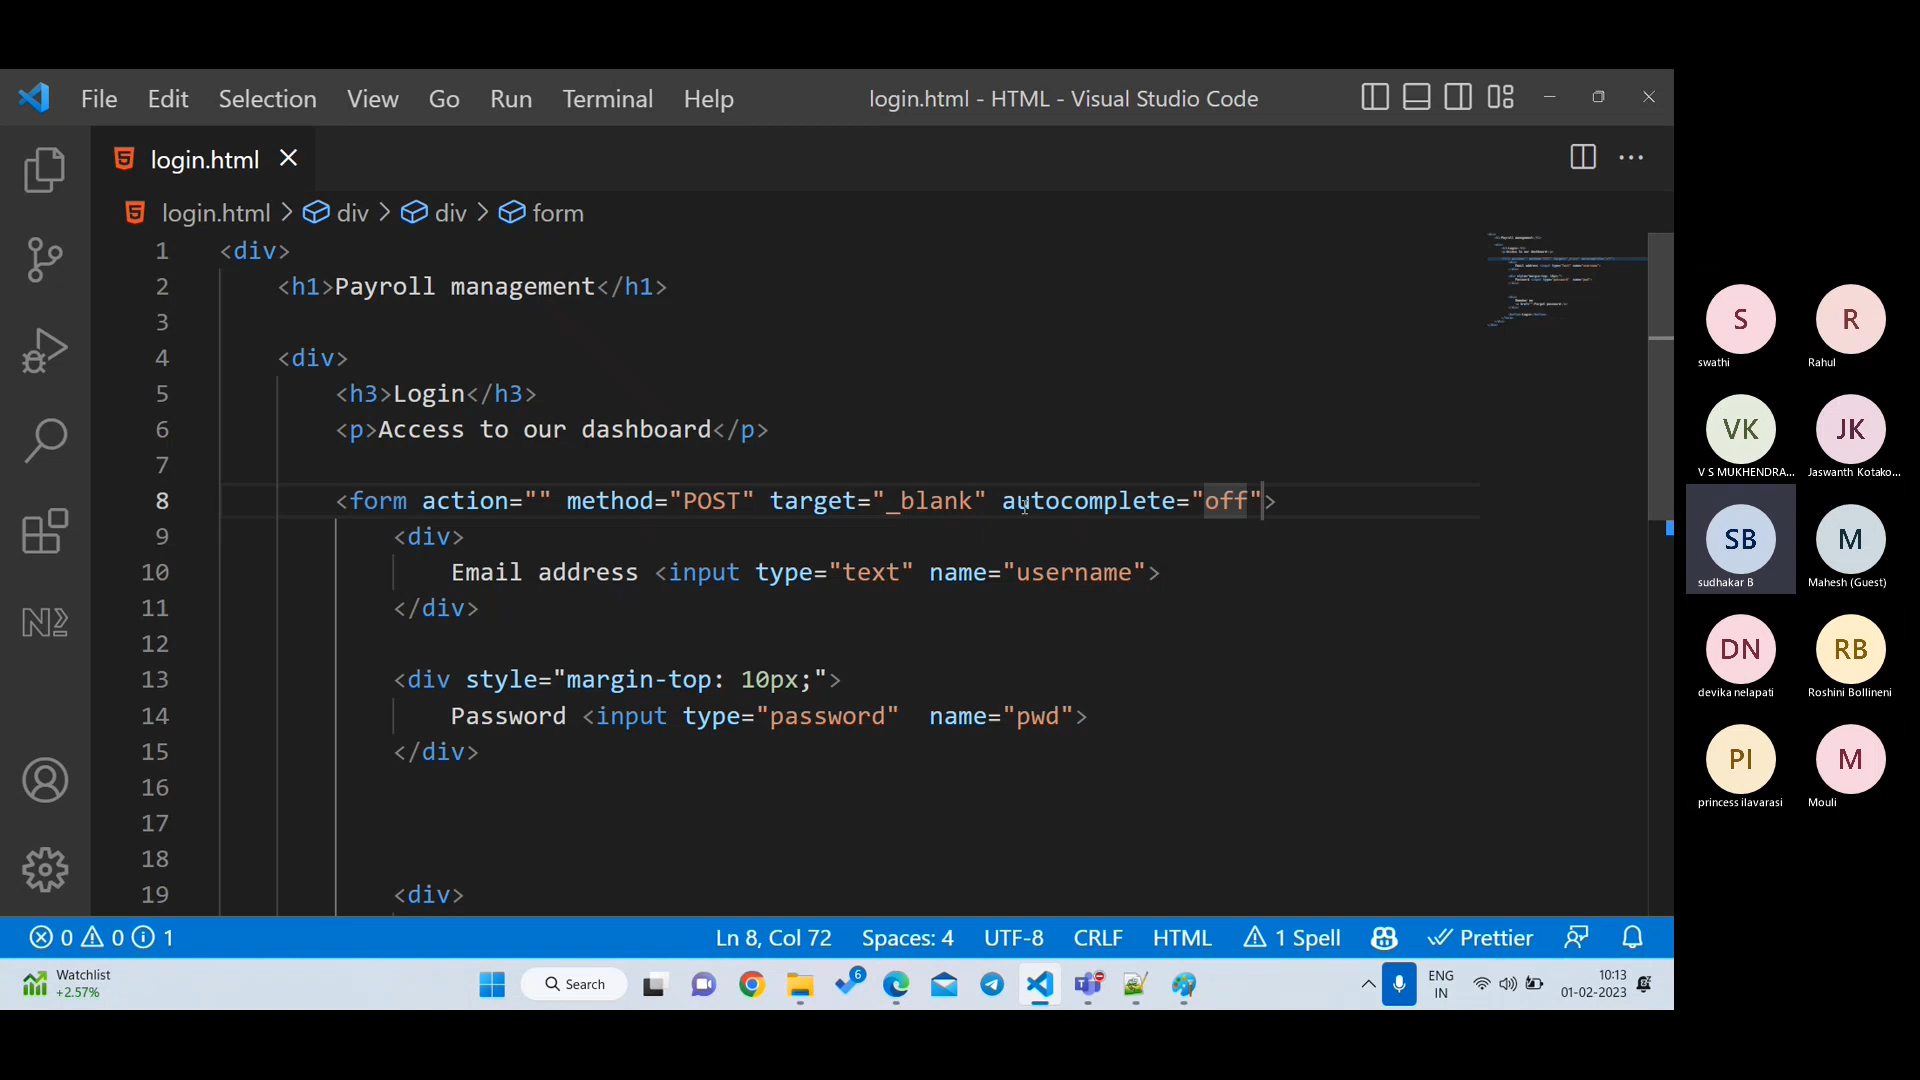 File Edit Selection View Go Run Terminal Help login.html - HTML - Visual Studio Code
login.html
login.html > div > div > form
1 <div>
2 <h1>Payroll management</h1>
3
4 <div>
5 <h3>Login</h3>
6 <p>Access to our dashboard</p>
7
8 <form action="" method="POST" target="_blank" autocomplete="off">
9 <div>
10 Email address <input type="text" name="username">
11 </div>
12
13 <div style="margin-top: 10px;">
14 Password <input type="password"  name="pwd">
15 </div>
16
17
18
19 <div>
0 0 1 Ln 8, Col 72 Spaces: 4 UTF-8 CRLF HTML 1 Spell Prettier
Watchlist
+2.57%
Search
6
ENG
IN
10:13
01-02-2023
S R
swathi Rahul
VK JK
V S MUKHENDRA... Jaswanth Kotako...
SB M
sudhakar B Mahesh (Guest)
DN RB
devika nelapati Roshini Bollineni
PI M
princess ilavarasi Mouli